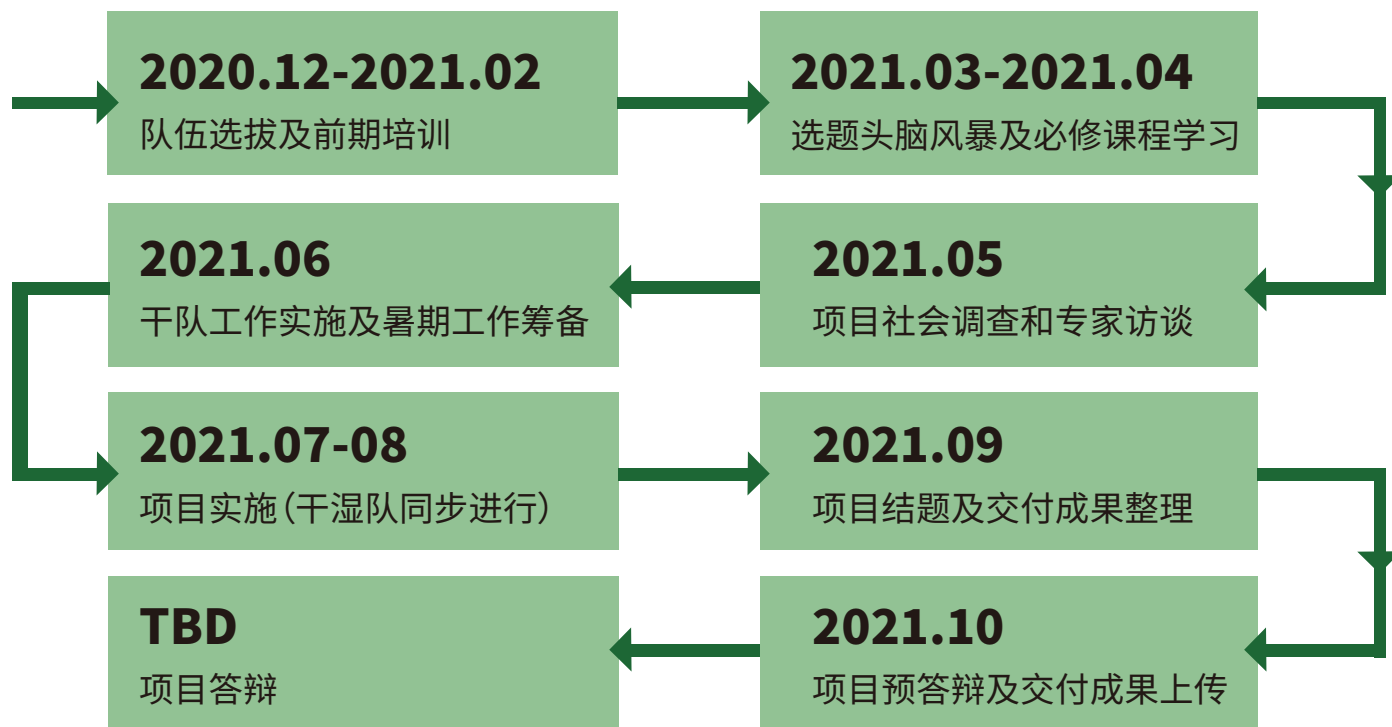 2020.12-2021.02
队伍选拔及前期培训
2021.03-2021.04
选题头脑风暴及必修课程学习
2021.05
项目社会调查和专家访谈
2021.06
干队工作实施及暑期工作筹备
2021.07-08
项目实施(干湿队同步进行)
2021.09
项目结题及交付成果整理
2021.10
项目预答辩及交付成果上传
TBD
项目答辩